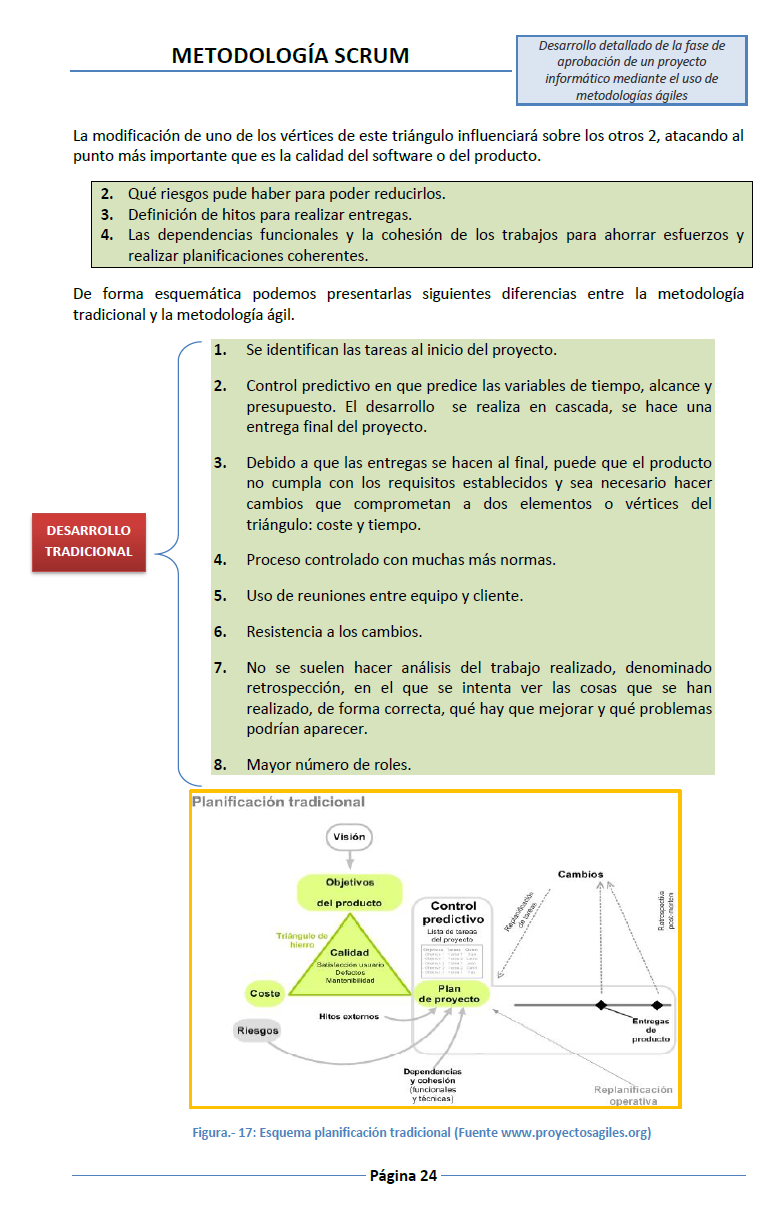 METODOLOGÍA SCRUM
Desarrollo detallado de la fase de
aprobación de un proyecto
informático mediante el uso de
metodologías ágiles
La modificación de uno de los vértices de este triángulo influenciará sobre los otros 2, atacando al
punto más importante que es la calidad del software o del producto.
2. Qué riesgos pude haber para poder reducirlos.
3. Definición de hitos para realizar entregas.
4. Las dependencias funcionales y la cohesión de los trabajos para ahorrar esfuerzos y
realizar planificaciones coherentes.
De forma esquemática podemos presentarlas siguientes diferencias entre la metodología
tradicional y la metodología ágil.
DESARROLLO
TRADICIONAL
1. Se identifican las tareas al inicio del proyecto.
2. Control predictivo en que predice las variables de tiempo, alcance y
presupuesto. El desarrollo se realiza en cascada, se hace una
entrega final del proyecto.
3. Debido a que las entregas se hacen al final, puede que el producto
no cumpla con los requisitos establecidos y sea necesario hacer
cambios que comprometan a dos elementos o vértices del
triángulo: coste y tiempo.
4. Proceso controlado con muchas más normas.
5. Uso de reuniones entre equipo y cliente.
6. Resistencia a los cambios.
7. No se suelen hacer análisis del trabajo realizado, denominado
retrospección, en el que se intenta ver las cosas que se han
realizado, de forma correcta, qué hay que mejorar y qué problemas
podrían aparecer.
8. Mayor número de roles.
Planificación tradicional
Visión
Objetivos
del producto
Triángulo de
hierro
Calidad
Satisfacción usuario
Defectos
Mantenibilidad
Coste
Riesgos
Hitos externos
Control
predictivo
Lista de tareas
del proyecto
Plan
de proyecto
Dependencias
y cohesión
(funcionales
y técnicas)
Replanificación
de tareas
Cambios
Retrospectiva
post-morten
Entregas
de
producto
Replanificación
operativa
Figura.- 17: Esquema planificación tradicional (Fuente www.proyectosagiles.org)
Página 24